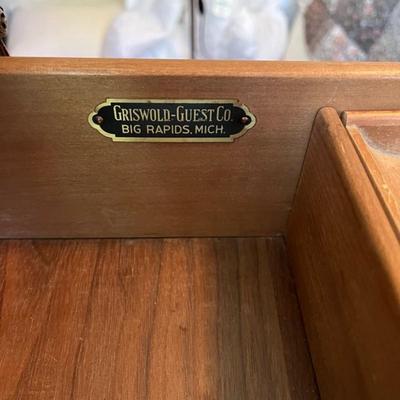 GRISWOLD-GUEST CO.
BIG RAPIDS, MICH.